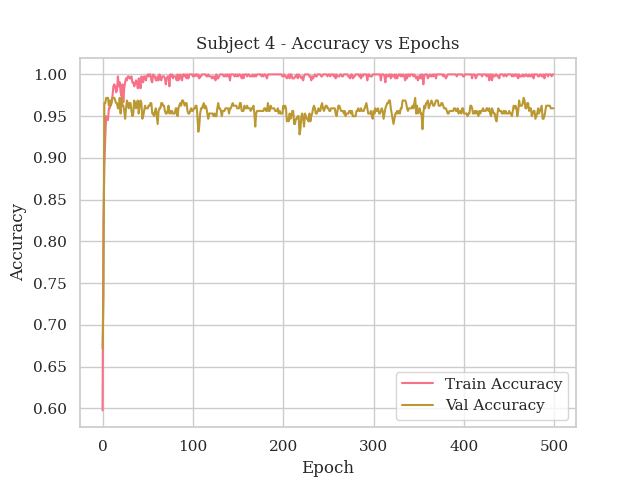 Subject 4 - Accuracy vs Epochs
1.00
0.95
0.90
0.85
0.80
0.75
0.70
0.65
0.60
Accuracy
0 100 200 300 400 500
Epoch
Train Accuracy
Val Accuracy